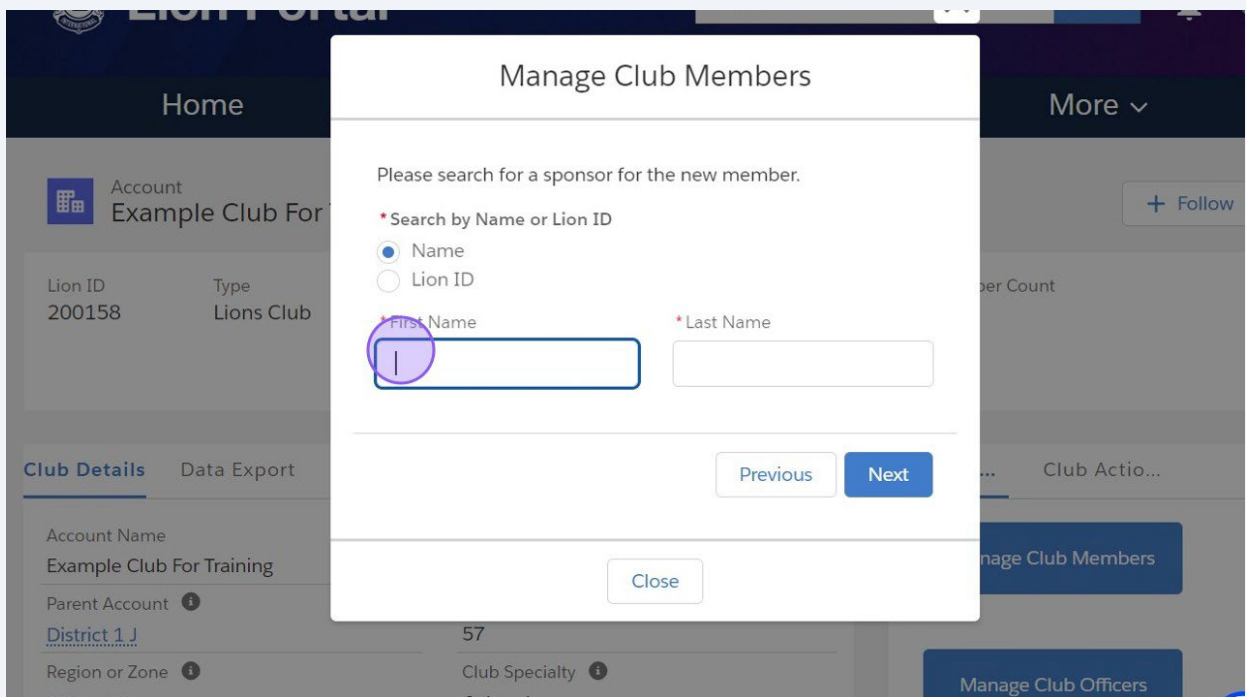 Lion Portal
Manage Club Members
Home
More
Please search for a sponsor for the new member.
Account
Example Club For
+ Follow
* Search by Name or Lion ID
Name
Lion ID
Lion ID
Type
200158
Lions Club
Count
* First Name
* Last Name
Previous
Next
Club Details
Data Export
Club Actio...
Account Name
Example Club For Training
Club Members
Close
Parent Account
District 1 J
57
Region or Zone
Club Specialty
Manage Club Officers